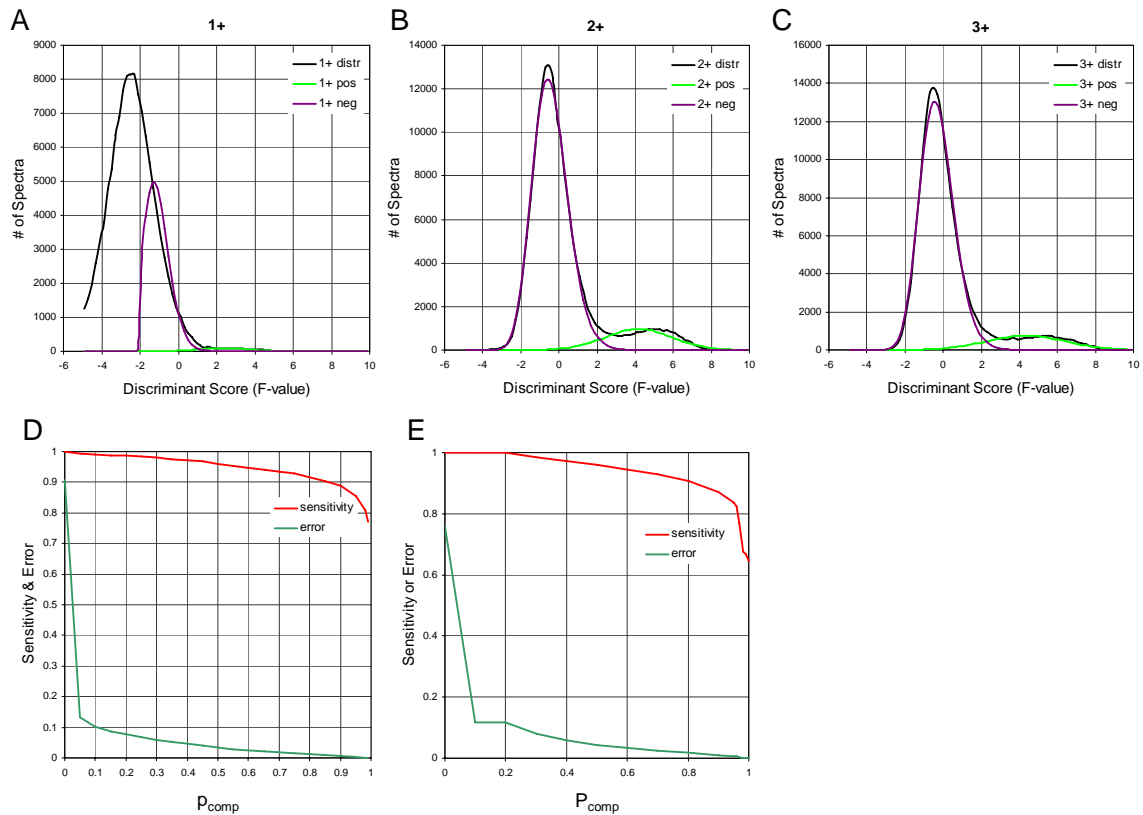 A
1+
9000
8000
7000
6000
5000
4000
3000
2000
1000
0
-6 -4 -2 0 2 4 6 8 10
# of Spectra
Discriminant Score (F-value)
1+ distr
1+ pos
1+ neg
B
2+
14000
12000
10000
8000
6000
4000
2000
0
-6 -4 -2 0 2 4 6 8 10
# of Spectra
Discriminant Score (F-value)
2+ distr
2+ pos
2+ neg
C
3+
16000
14000
12000
10000
8000
6000
4000
2000
0
-6 -4 -2 0 2 4 6 8 10
# of Spectra
Discriminant Score (F-value)
3+ distr
3+ pos
3+ neg
D
1
0.9
0.8
0.7
0.6
0.5
0.4
0.3
0.2
0.1
0
0 0.1 0.2 0.3 0.4 0.5 0.6 0.7 0.8 0.9 1
Sensitivity & Error
pcomp
sensitivity
error
E
1
0.8
0.6
0.4
0.2
0
0 0.2 0.4 0.6 0.8 1
Sensitivity or Error
Pcomp
sensitivity
error